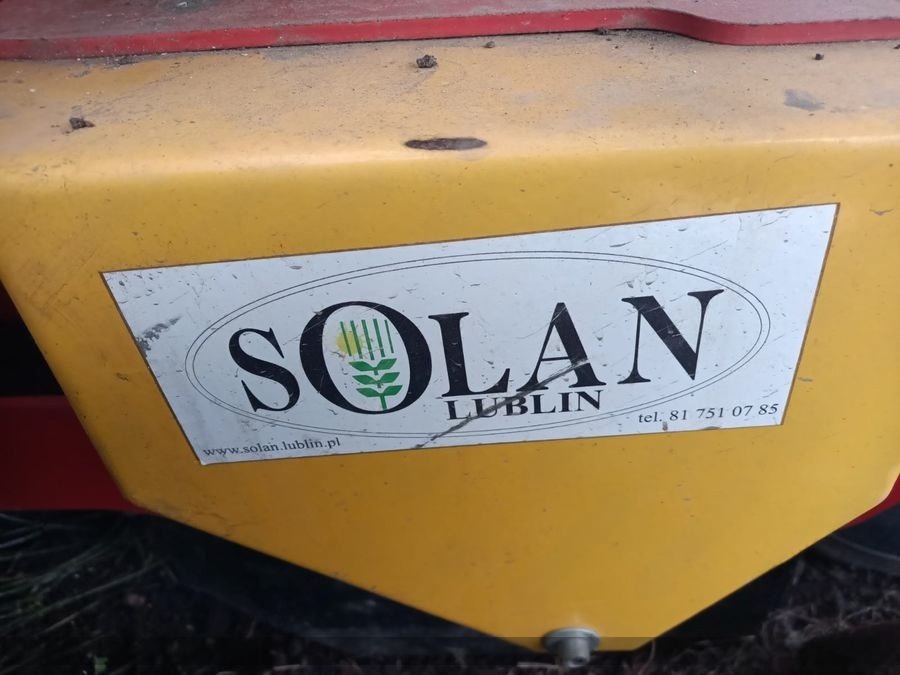 SOLAN
LUBLIN
tel. 81 751 07 85
www.solan.lublin.pl